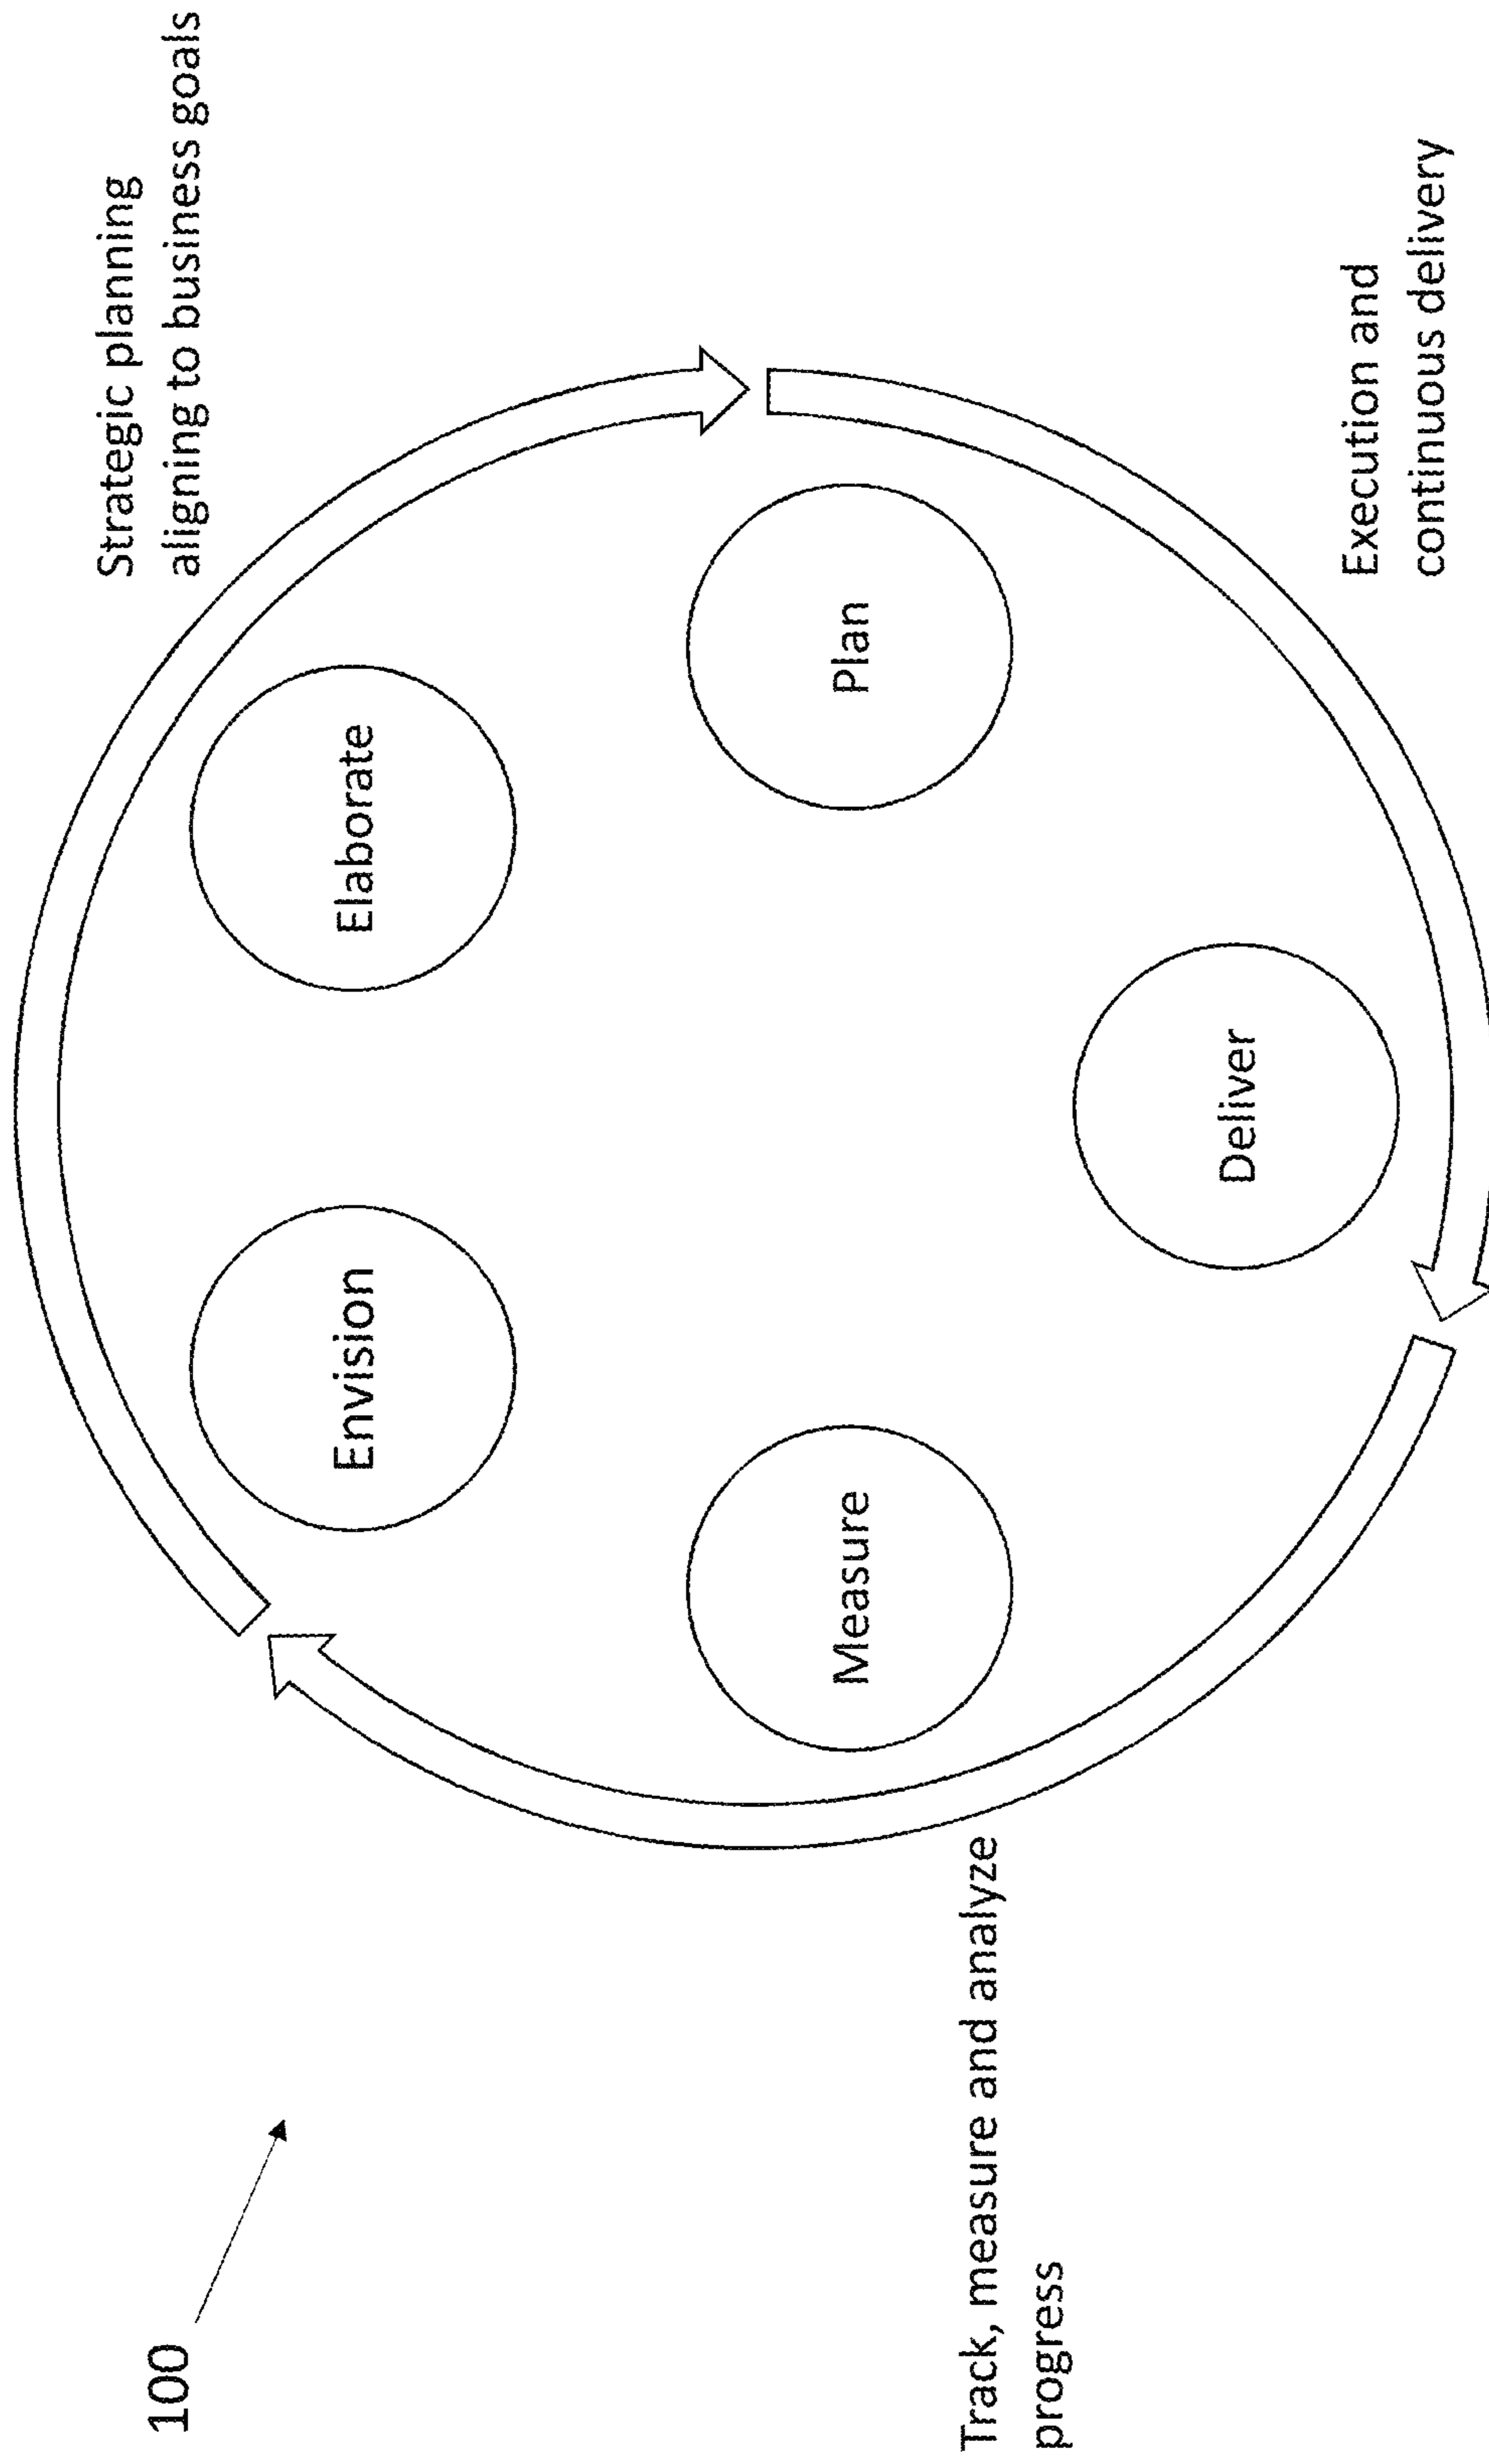 100
Strategic planning
aligning to business goals
Envision
Elaborate
Measure
Plan
Track, measure and analyze
progress
Deliver
Execution and
continuous delivery